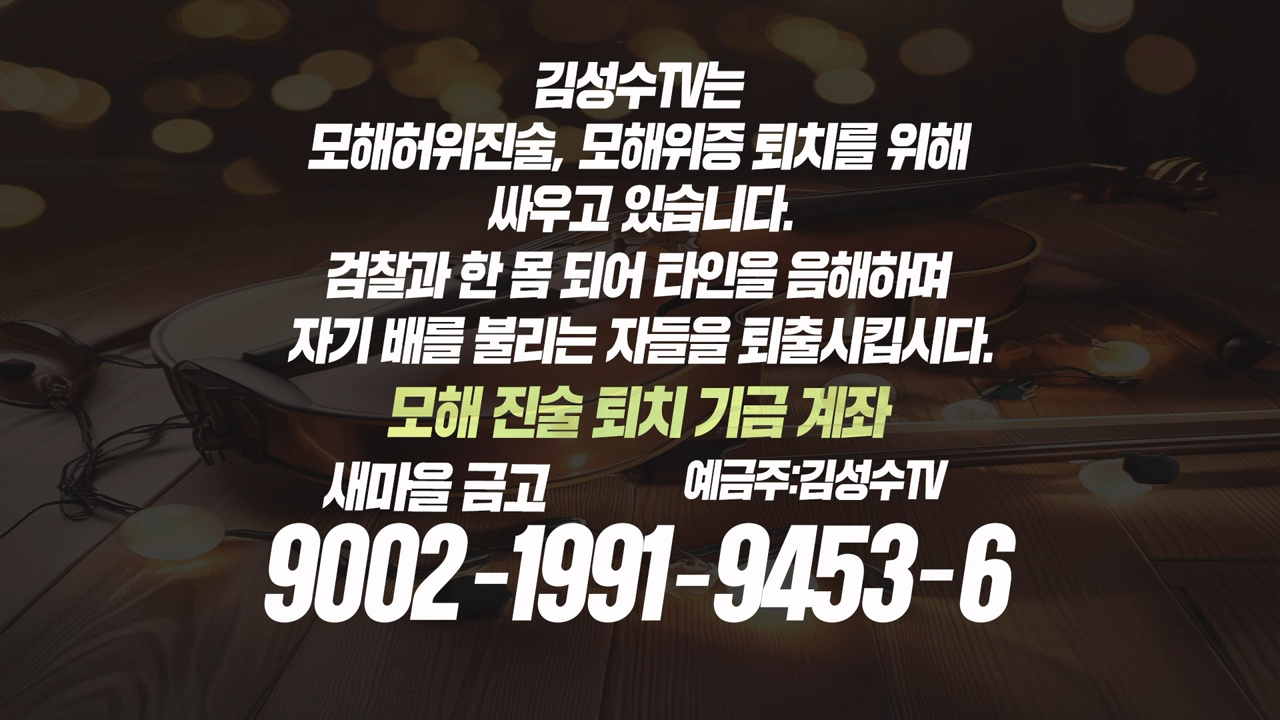 김성수TV는
모해허위진술, 모해위증 퇴치를 위해
싸우고 있습니다.
검찰과 한 몸 되어 타인을 음해하며
자기 배를 불리는 자들을 퇴출시킵시다.
모해 진술 퇴치 기금 계좌
새마을 금고 예금주:김성수TV
9002-1991-9453-6